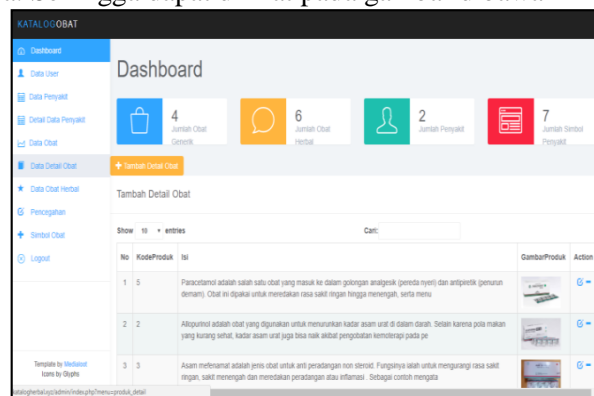 KATALOGOBAT
Dashboard
Data User
Data Penyakit
Detail Data Penyakit
Data Obat
Data Detail Obat
Data Obat Herbal
Pencegahan
Simbol Obat
Logout
Template by Medialoot
Icons by Glyphs
Dashboard
4
Jumlah Obat
Generik
6
Jumlah Obat
Herbal
2
Jumlah Penyakit
7
Jumlah Simbol
Penyakit
+ Tambah Detail Obat
Tambah Detail Obat
Show 10 entries
Cari:
No KodeProduk Isi GambarProduk Action
1 5 Paracetamol adalah salah satu obat yang masuk ke dalam golongan analgesik (pereda nyeri) dan antipiretik (penurun
demam). Obat ini dipakai untuk meredakan rasa sakit ringan hingga menengah, serta menu
2 2 Allopurinol adalah obat yang digunakan untuk menurunkan kadar asam urat di dalam darah. Selain karena pola makan
yang kurang sehat, kadar asam urat juga bisa naik akibat pengobatan kemoterapi pada pe
3 3 Asam mefenamat adalah jenis obat untuk anti peradangan non steroid. Fungsinya ialah untuk mengurangi rasa sakit
ringan, sakit menengah dan meredakan peradangan atau inflamasi. Sebagai contoh mengata
katalogherbal.xyz/admin/index.php?menu=produk_detail